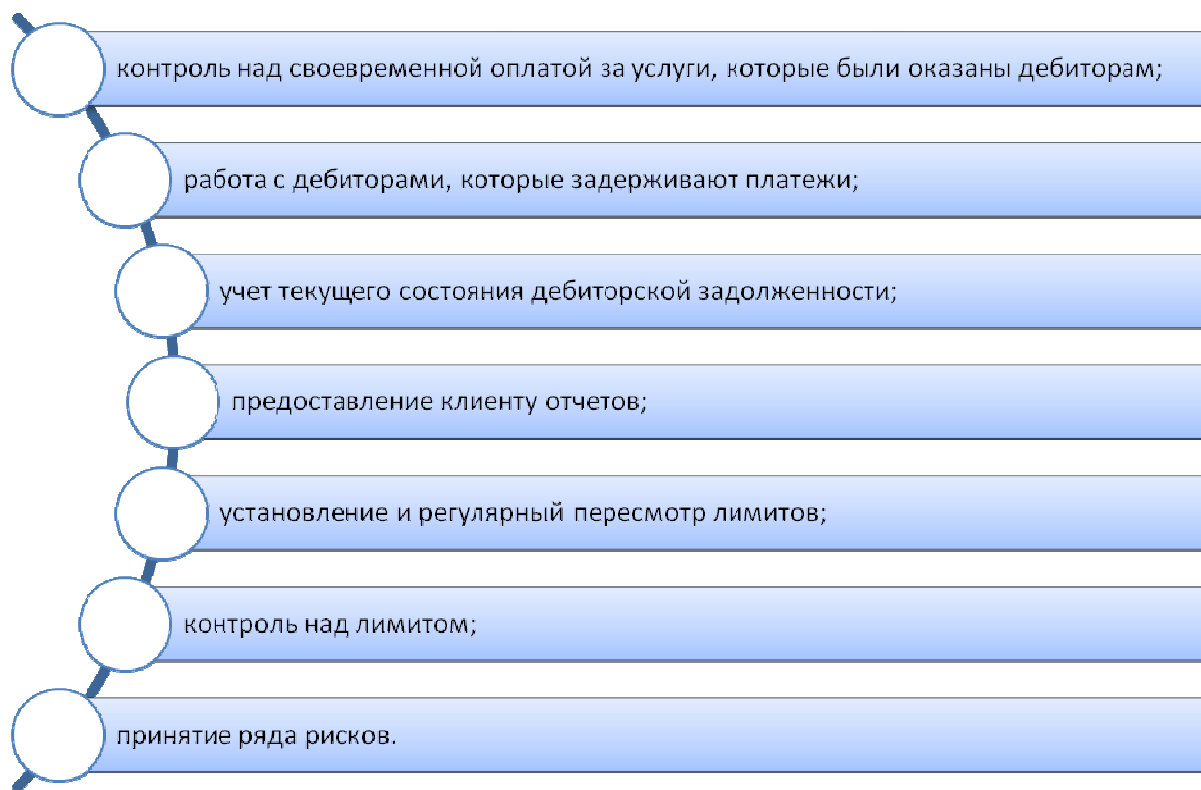 контроль над своевременной оплатой за услуги, которые были оказаны дебиторам;
работа с дебиторами, которые задерживают платежи;
учет текущего состояния дебиторской задолженности;
предоставление клиенту отчетов;
установление и регулярный пересмотр лимитов;
контроль над лимитом;
принятие ряда рисков.